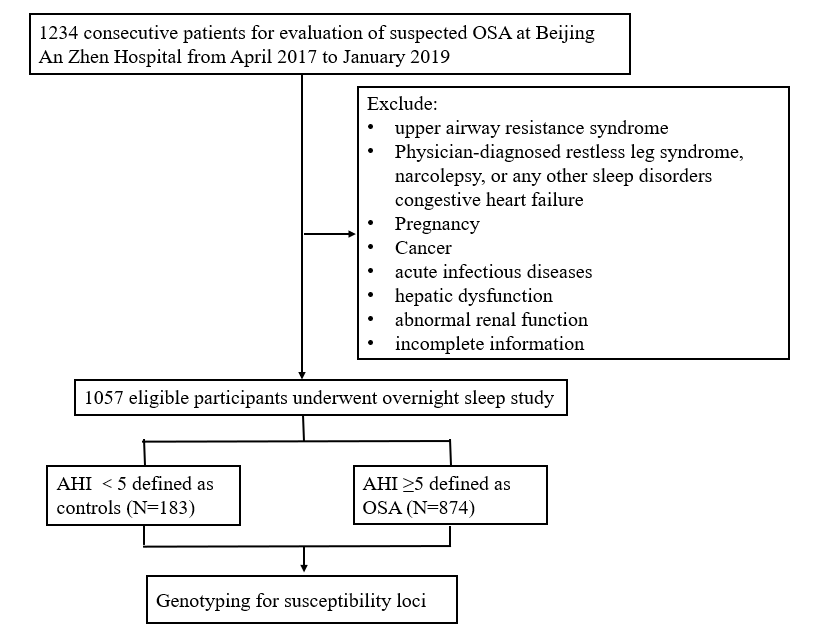 1234 consecutive patients for evaluation of suspected OSA at Beijing
An Zhen Hospital from April 2017 to January 2019
Exclude:
• upper airway resistance syndrome
• Physician-diagnosed restless leg syndrome,
narcolepsy, or any other sleep disorders
congestive heart failure
• Pregnancy
• Cancer
• acute infectious diseases
• hepatic dysfunction
• abnormal renal function
• incomplete information
1057 eligible participants underwent overnight sleep study
AHI < 5 defined as
controls (N=183)
AHI ≥5 defined as
OSA (N=874)
Genotyping for susceptibility loci